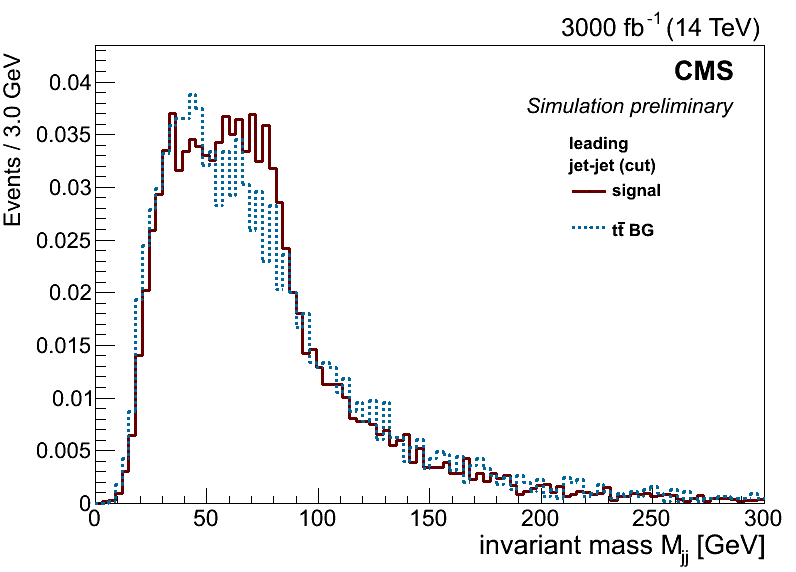 3000 fb-1 (14 TeV)
CMS
Simulation preliminary
leading
jet-jet (cut)
signal
tt̄ BG
Events / 3.0 GeV
0.04
0.035
0.03
0.025
0.02
0.015
0.01
0.005
0
0 50 100 150 200 250 300
invariant mass Mjj [GeV]